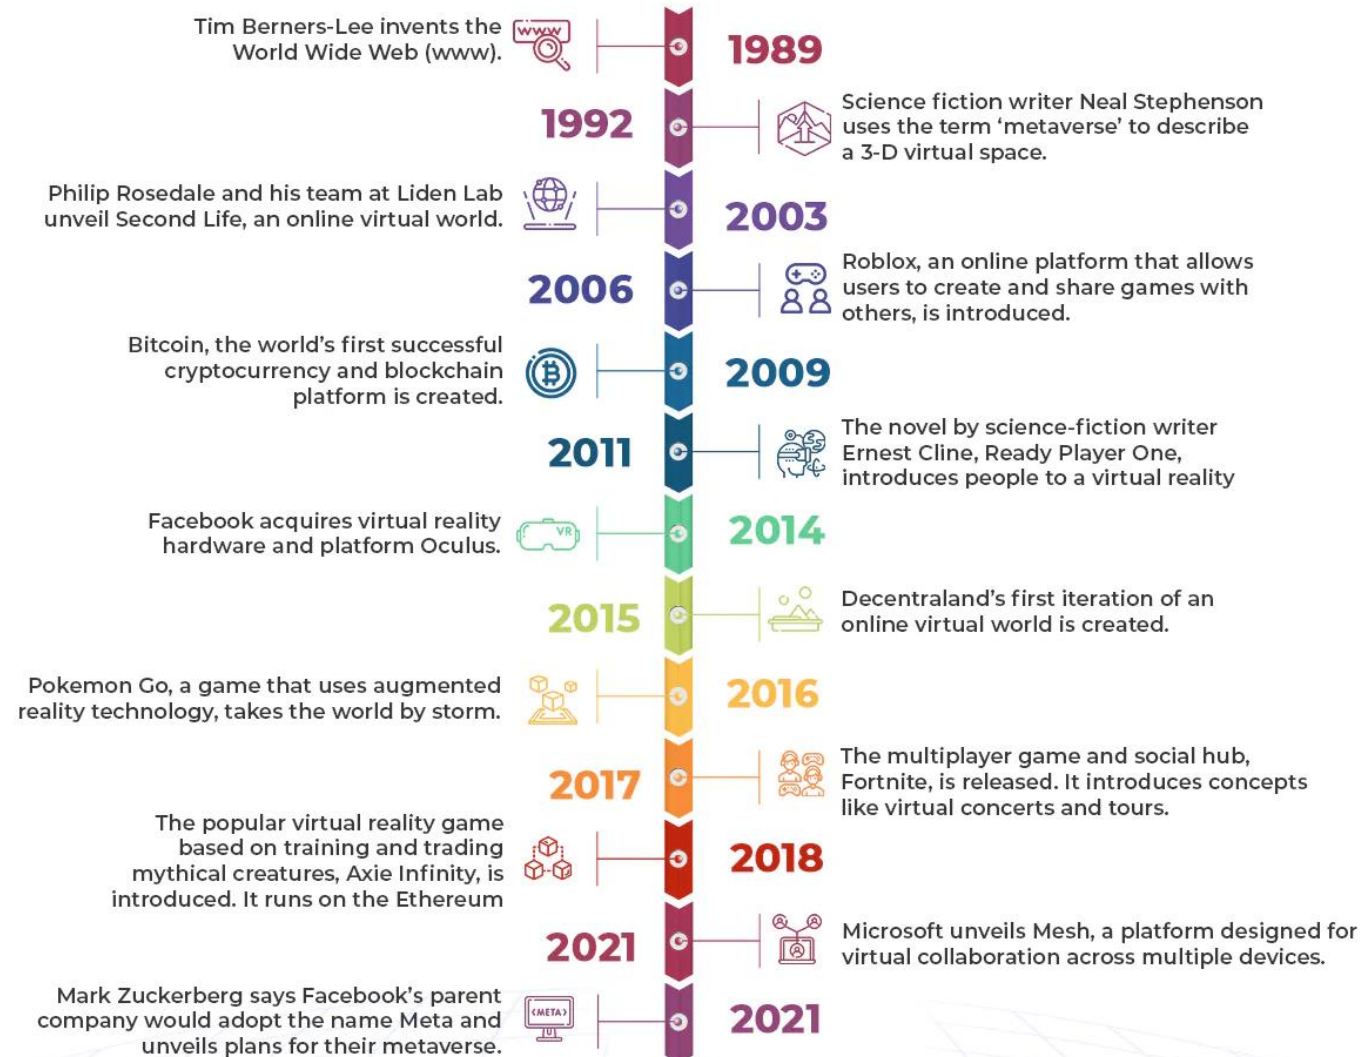 Tim Berners-Lee invents the
World Wide Web (www).
www
1989
1992
Science fiction writer Neal Stephenson
uses the term ‘metaverse’ to describe
a 3-D virtual space.
Philip Rosedale and his team at Liden Lab
unveil Second Life, an online virtual world.
2003
2006
Roblox, an online platform that allows
users to create and share games with
others, is introduced.
Bitcoin, the world’s first successful
cryptocurrency and blockchain
platform is created.
2009
2011
The novel by science-fiction writer
Ernest Cline, Ready Player One,
introduces people to a virtual reality
Facebook acquires virtual reality
hardware and platform Oculus.
VR
2014
2015
Decentraland’s first iteration of an
online virtual world is created.
Pokemon Go, a game that uses augmented
reality technology, takes the world by storm.
2016
2017
The multiplayer game and social hub,
Fortnite, is released. It introduces concepts
like virtual concerts and tours.
The popular virtual reality game
based on training and trading
mythical creatures, Axie Infinity, is
introduced. It runs on the Ethereum
2018
2021
Microsoft unveils Mesh, a platform designed for
virtual collaboration across multiple devices.
Mark Zuckerberg says Facebook’s parent
company would adopt the name Meta and
unveils plans for their metaverse.
<META>
2021